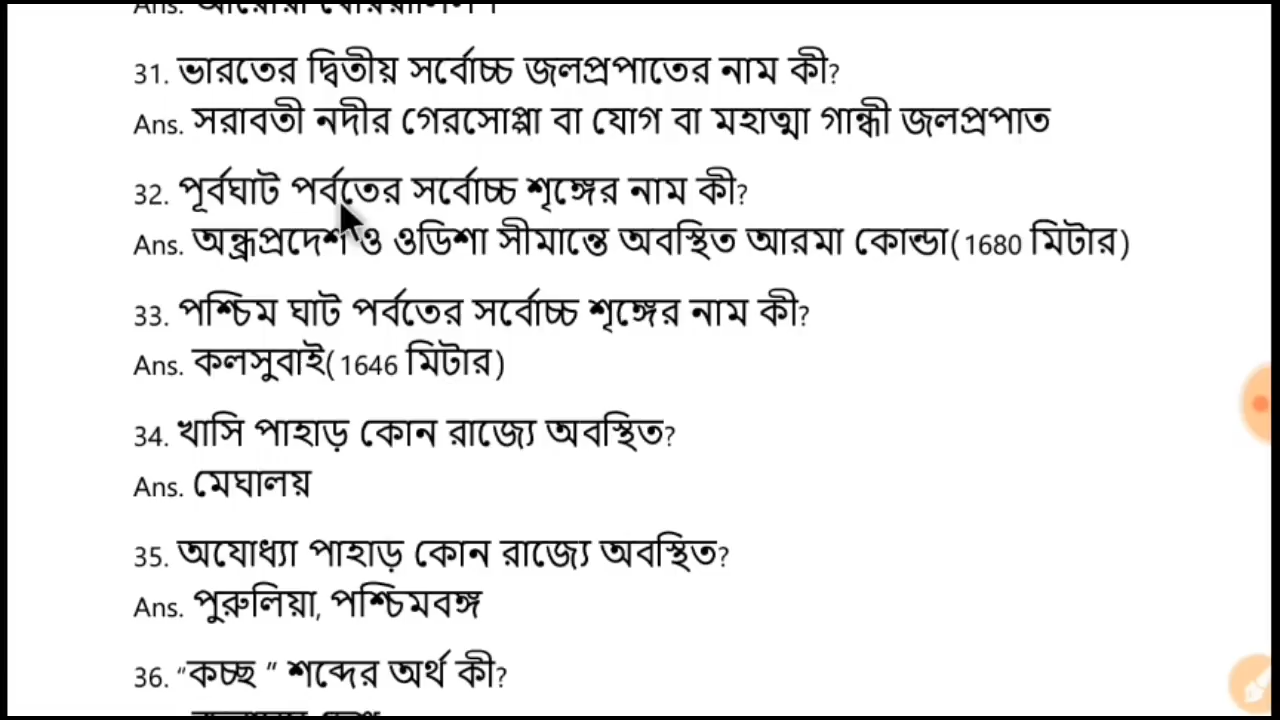 Ans.
31. ভারতের দ্বিতীয় সর্বোচ্চ জলপ্রপাতের নাম কী?
Ans. সরাবতী নদীর গেরসোপ্পা বা যোগ বা মহাত্মা গান্ধী জলপ্রপাত
32. পূর্বঘাট পর্বতের সর্বোচ্চ শৃঙ্গের নাম কী?
Ans. অন্ধ্রপ্রদেশ ও ওডিশা সীমান্তে অবস্থিত আরমা কোন্ডা(1680 মিটার)
33. পশ্চিম ঘাট পর্বতের সর্বোচ্চ শৃঙ্গের নাম কী?
Ans. কলসুবাই(1646 মিটার)
34. খাসি পাহাড় কোন রাজ্যে অবস্থিত?
Ans. মেঘালয়
35. অযোধ্যা পাহাড় কোন রাজ্যে অবস্থিত?
Ans. পুরুলিয়া, পশ্চিমবঙ্গ
36. “কচ্ছ ” শব্দের অর্থ কী?